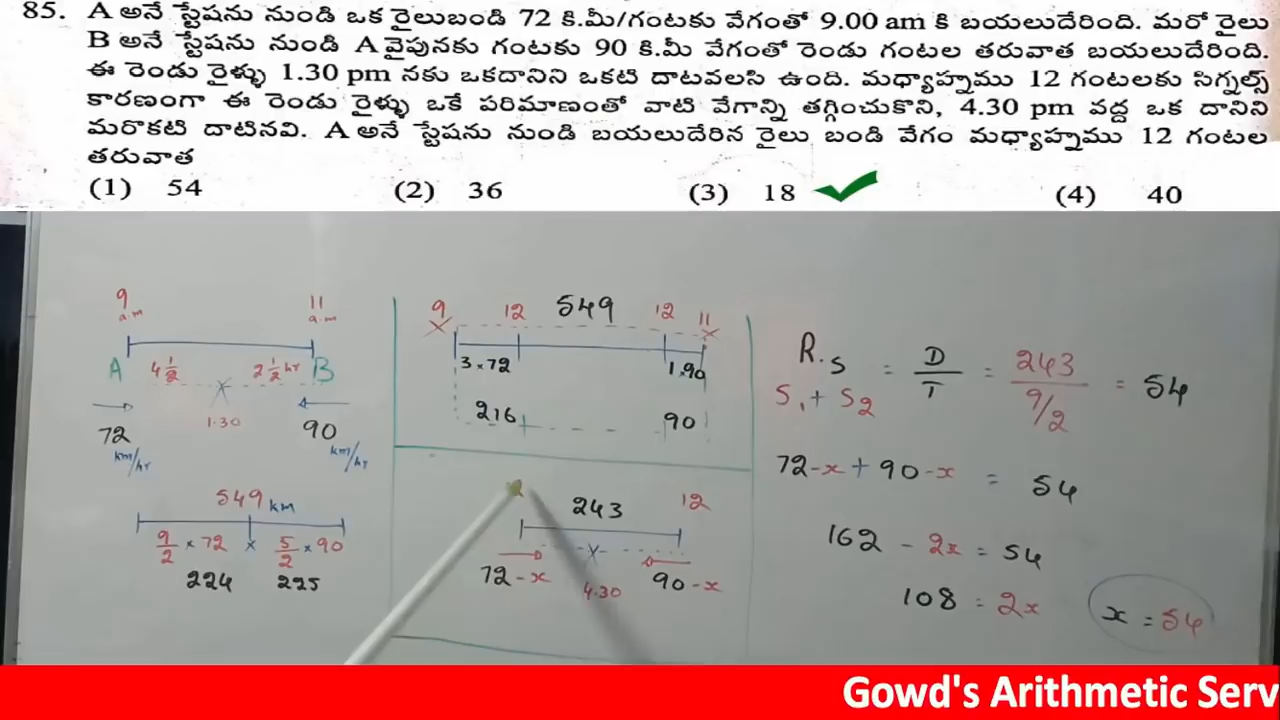 85. A అనే స్టేషను నుండి ఒక రైలుబండి 72 కి.మీ/గంటకు వేగంతో 9.00 am కి బయలుదేరింది. మరో రైలు
B అనే స్టేషను నుండి A వైపునకు గంటకు 90 కి.మీ వేగంతో రెండు గంటల తరువాత బయలుదేరింది.
ఈ రెండు రైళ్ళు 1.30 pm నకు ఒకదానిని ఒకటి దాటవలసి ఉంది. మధ్యాహ్నము 12 గంటలకు సిగ్నల్స్
కారణంగా ఈ రెండు రైళ్ళు ఒకే పరిమాణంతో వాటి వేగాన్ని తగ్గించుకొని, 4.30 pm వద్ద ఒక దానిని
మరొకటి దాటినవి. A అనే స్టేషను నుండి బయలుదేరిన రైలు బండి వేగం మధ్యాహ్నము 12 గంటల
తరువాత
(1) 54 (2) 36 (3) 18 (4) 40
9 a.m 11 a.m
A 4 1/2 2 1/2 hr B
1.30
72 km/hr 90 km/hr
549 km
9/2 × 72 × 5/2 × 90
224 225
9 12 549 12 11
3 × 72 1 × 90
216 90
243 12
72 - x 4.30 90 - x
R.S = D/T = 243 / 9/2 = 54
S1 + S2
72 - x + 90 - x = 54
162 - 2x = 54
108 = 2x
x = 54
Gowd's Arithmetic Serv